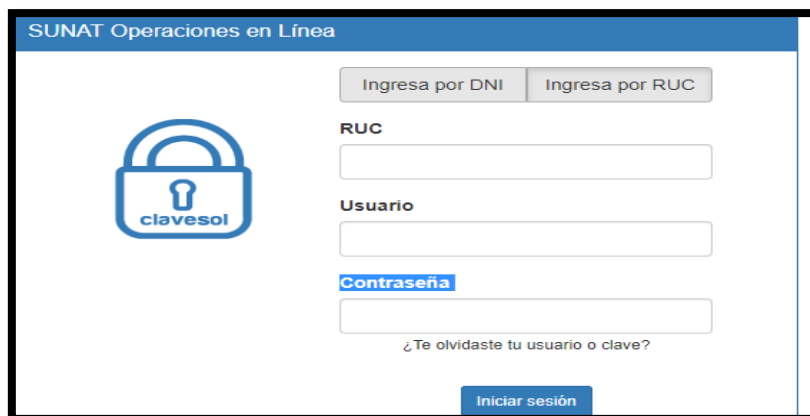 SUNAT Operaciones en Línea
Ingresa por DNI Ingresa por RUC
RUC
clavesol
Usuario
Contraseña
¿Te olvidaste tu usuario o clave?
Iniciar sesión